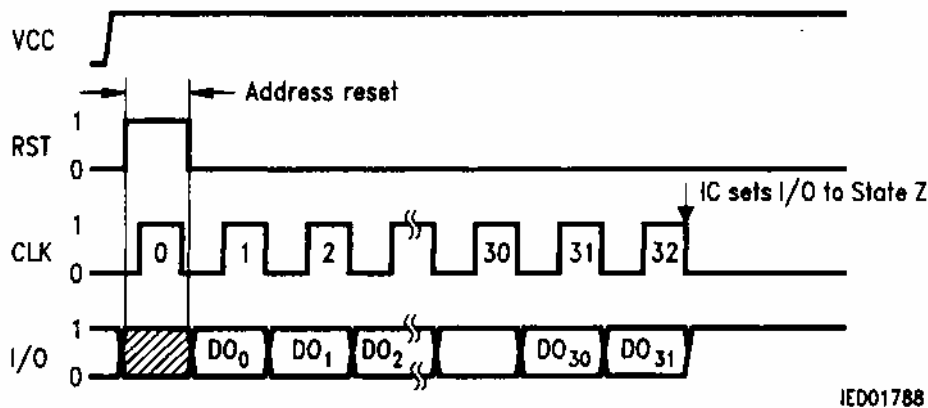 VCC
Address reset
RST 1 0
IC sets I/O to State Z
CLK 1 0
0 1 2 30 31 32
I/O 1 0
DO0 DO1 DO2 DO30 DO31
IED01788